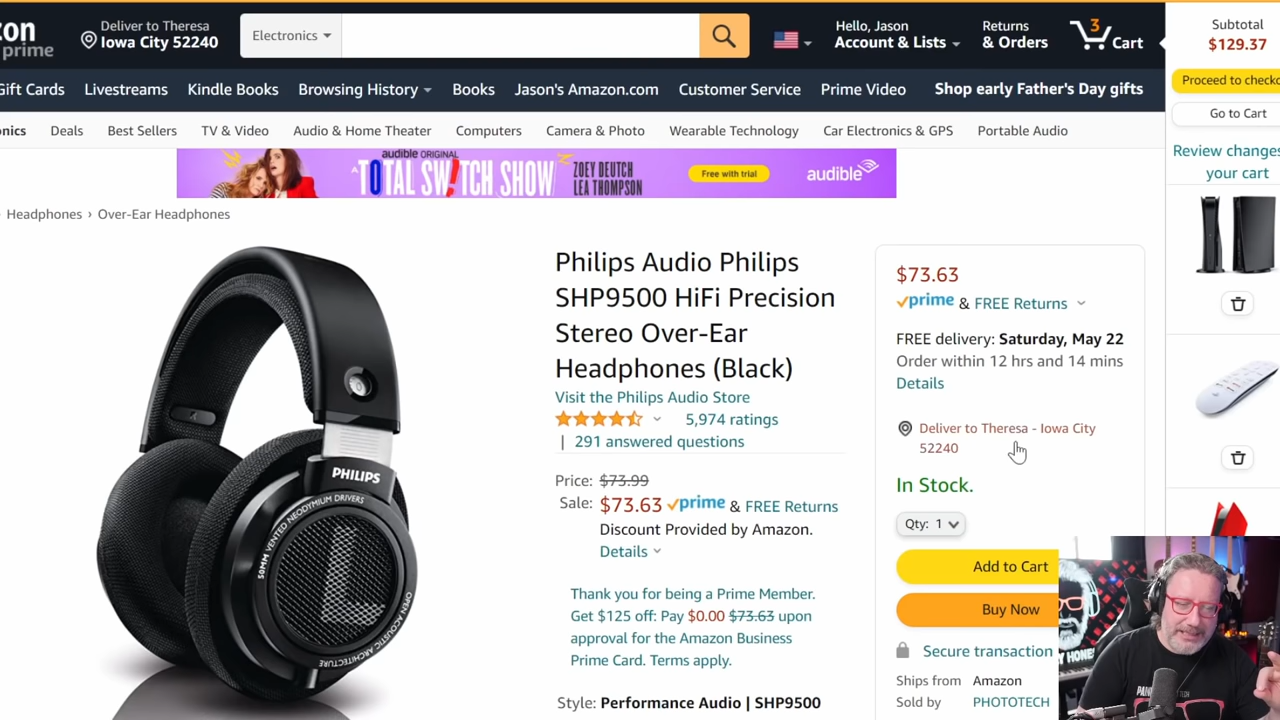 zon
prime
Deliver to Theresa
Iowa City 52240
Electronics
Hello, Jason
Account & Lists
Returns
& Orders
3
Cart
Subtotal
$129.37
Proceed to checko
Go to Cart
Review changes
your cart
Gift Cards
Livestreams
Kindle Books
Browsing History
Books
Jason's Amazon.com
Customer Service
Prime Video
Shop early Father's Day gifts
onics
Deals
Best Sellers
TV & Video
Audio & Home Theater
Computers
Camera & Photo
Wearable Technology
Car Electronics & GPS
Portable Audio
audible ORIGINAL
A TOTAL SW!TCH SHOW
ZOEY DEUTCH
LEA THOMPSON
Free with trial
audible
Headphones › Over-Ear Headphones
PHILIPS
50MM VENTED NEODYMIUM DRIVERS
L
OPEN ACOUSTIC ARCHITECTURE
Philips Audio Philips
SHP9500 HiFi Precision
Stereo Over-Ear
Headphones (Black)
Visit the Philips Audio Store
5,974 ratings
| 291 answered questions
Price: $73.99
Sale: $73.63 prime & FREE Returns
Discount Provided by Amazon.
Details
Thank you for being a Prime Member.
Get $125 off: Pay $0.00 $73.63 upon
approval for the Amazon Business
Prime Card. Terms apply.
Style: Performance Audio | SHP9500
$73.63
prime & FREE Returns
FREE delivery: Saturday, May 22
Order within 12 hrs and 14 mins
Details
Deliver to Theresa - Iowa City
52240
In Stock.
Qty: 1
Add to Cart
Buy Now
Secure transaction
Ships from Amazon
Sold by PHOTOTECH